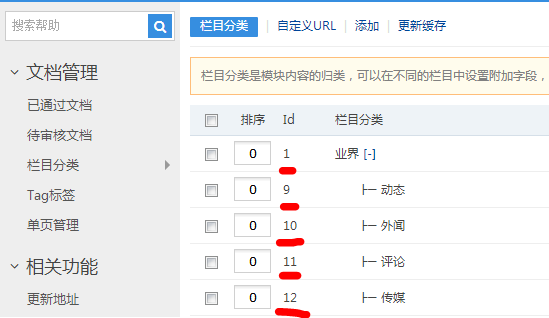 搜索帮助
文档管理
已通过文档
待审核文档
栏目分类
Tag标签
单页管理
相关功能
更新地址
栏目分类 | 自定义URL | 添加 | 更新缓存
栏目分类是模块内容的归类，可以在不同的栏目中设置附加字段，
排序 Id 栏目分类
0 1 业界 [-]
0 9 ├─ 动态
0 10 ├─ 外闻
0 11 ├─ 评论
0 12 ├─ 传媒